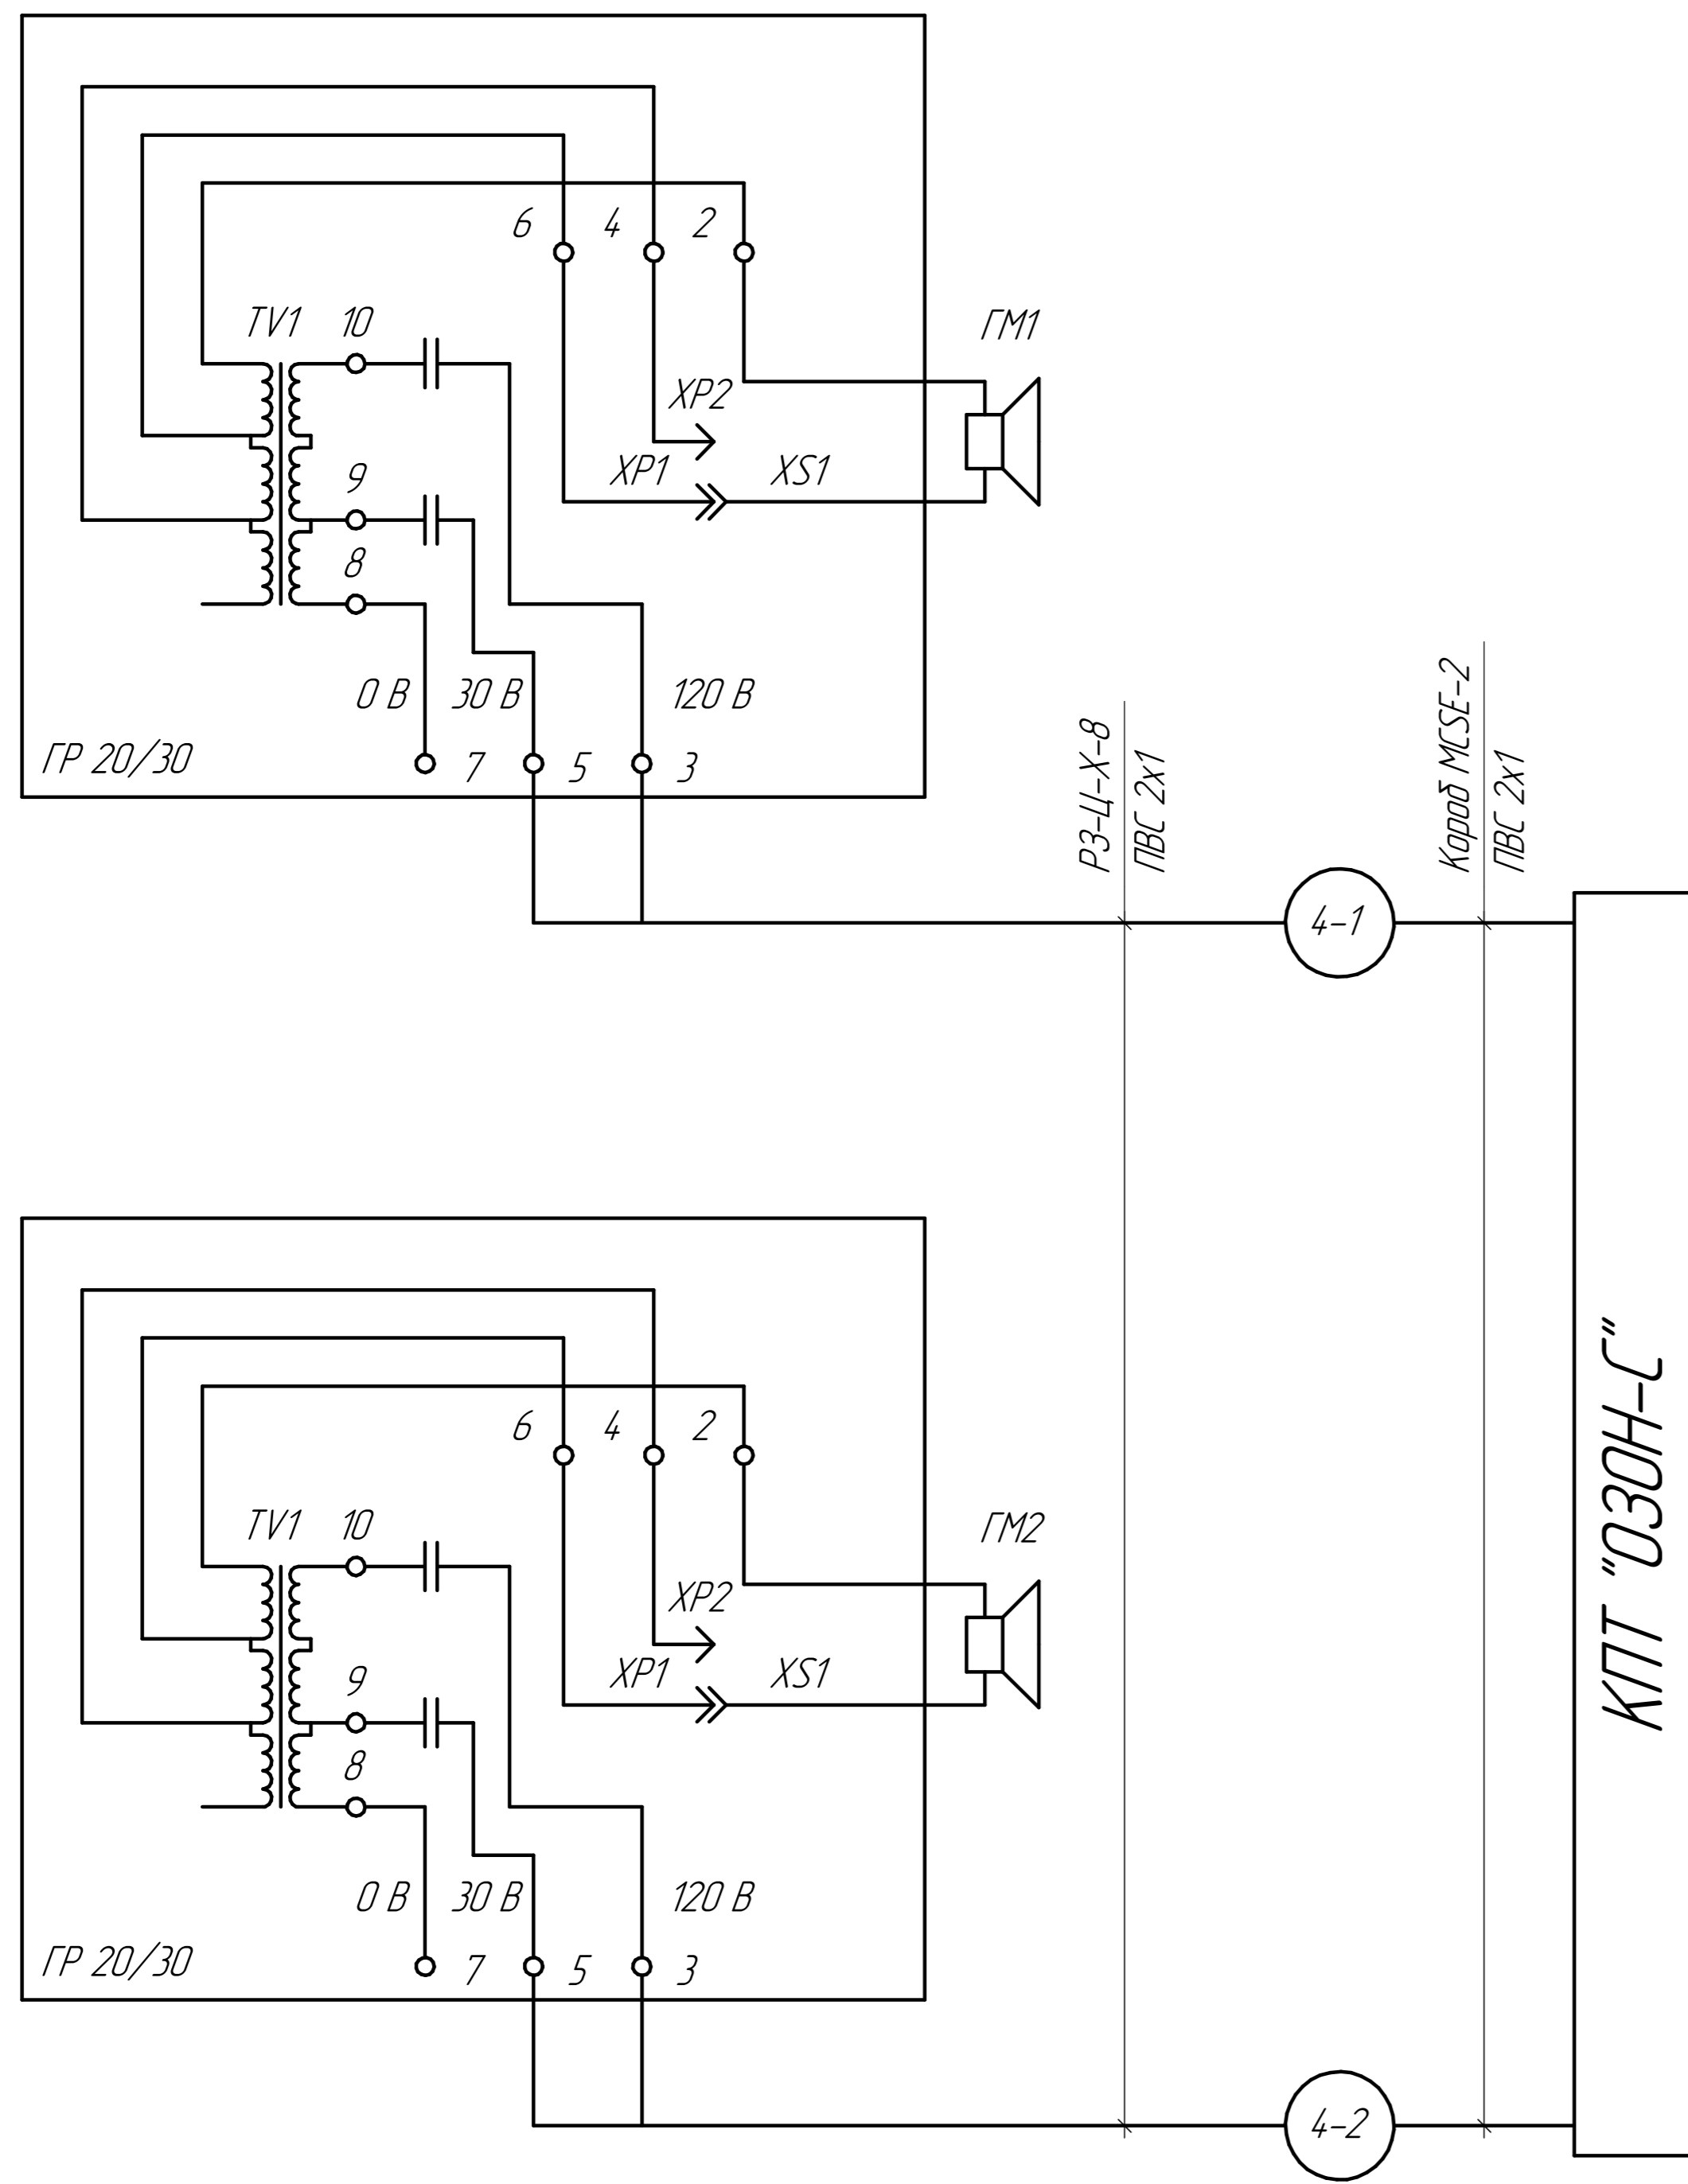 6 4 2
TV1 10
ГМ1
XP2
XP1 XS1
9
8
0 В 30 В 120 В
ГР 20/30
7 5 3
РЗ-Ц-Х-8
ПВС 2х1
Короб MCSE-2
ПВС 2х1
4-1
КПТ "ОЗОН-С"
6 4 2
TV1 10
ГМ2
XP2
XP1 XS1
9
8
0 В 30 В 120 В
ГР 20/30
7 5 3
4-2